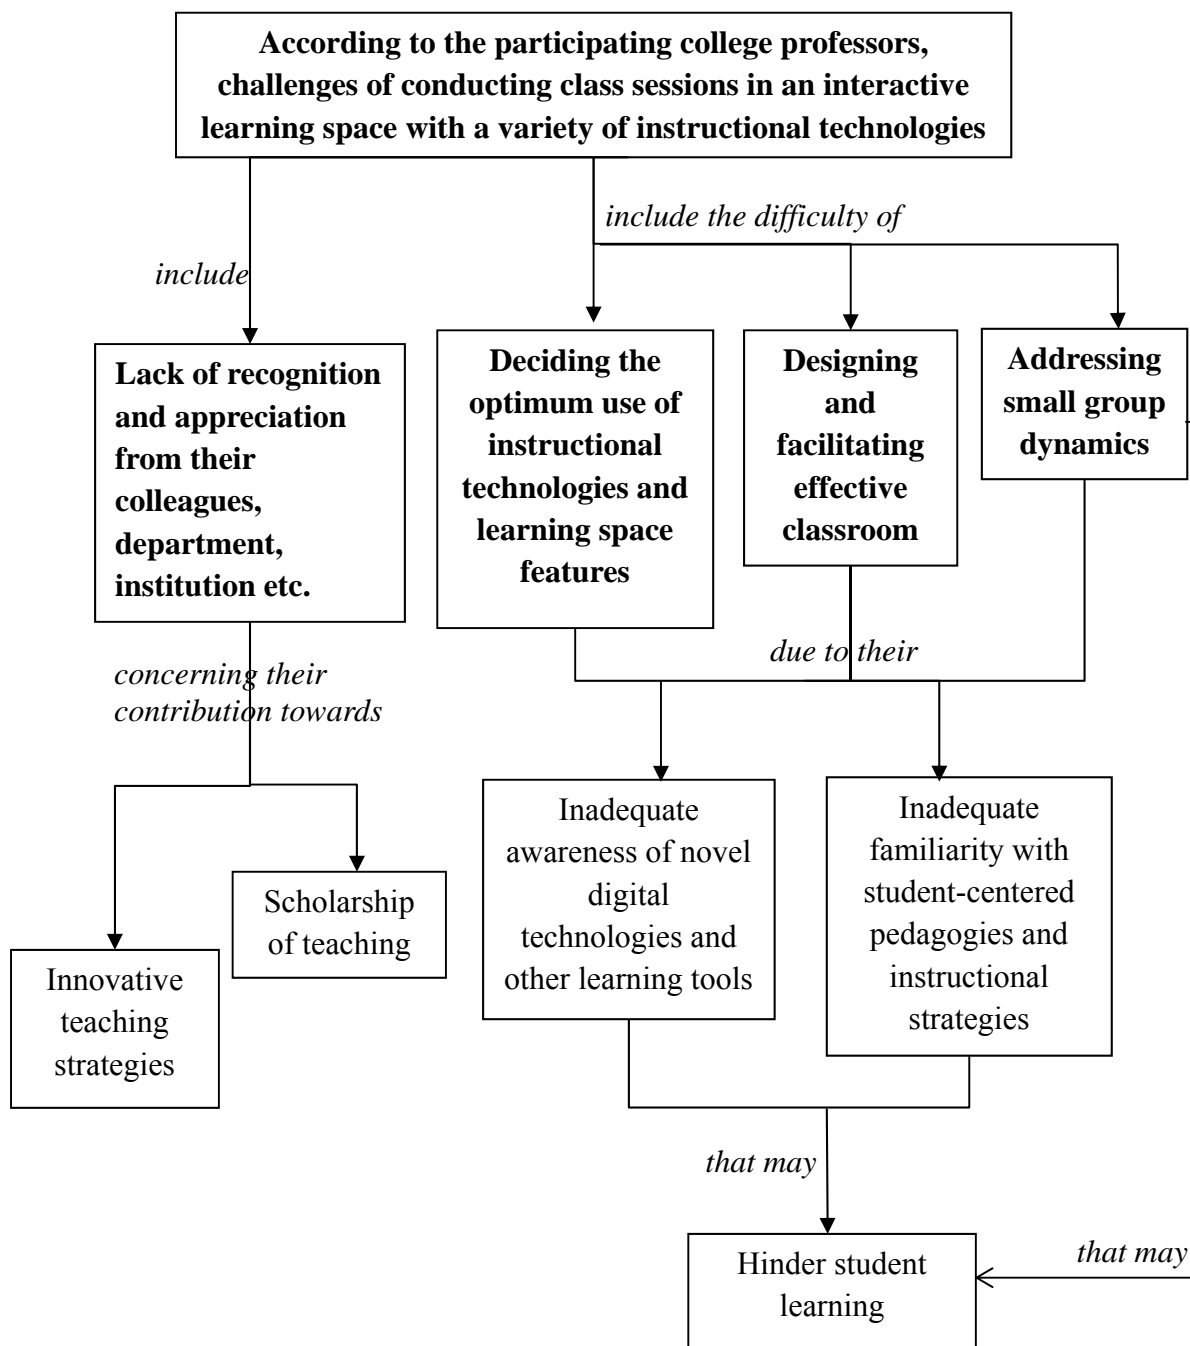 According to the participating college professors,
challenges of conducting class sessions in an interactive
learning space with a variety of instructional technologies
include the difficulty of
include
Lack of recognition
and appreciation
from their
colleagues,
department,
institution etc.
Deciding the
optimum use of
instructional
technologies and
learning space
features
Designing
and
facilitating
effective
classroom
Addressing
small group
dynamics
concerning their
contribution towards
due to their
Innovative
teaching
strategies
Scholarship
of teaching
Inadequate
awareness of novel
digital
technologies and
other learning tools
Inadequate
familiarity with
student-centered
pedagogies and
instructional
strategies
that may
Hinder student
learning
that may